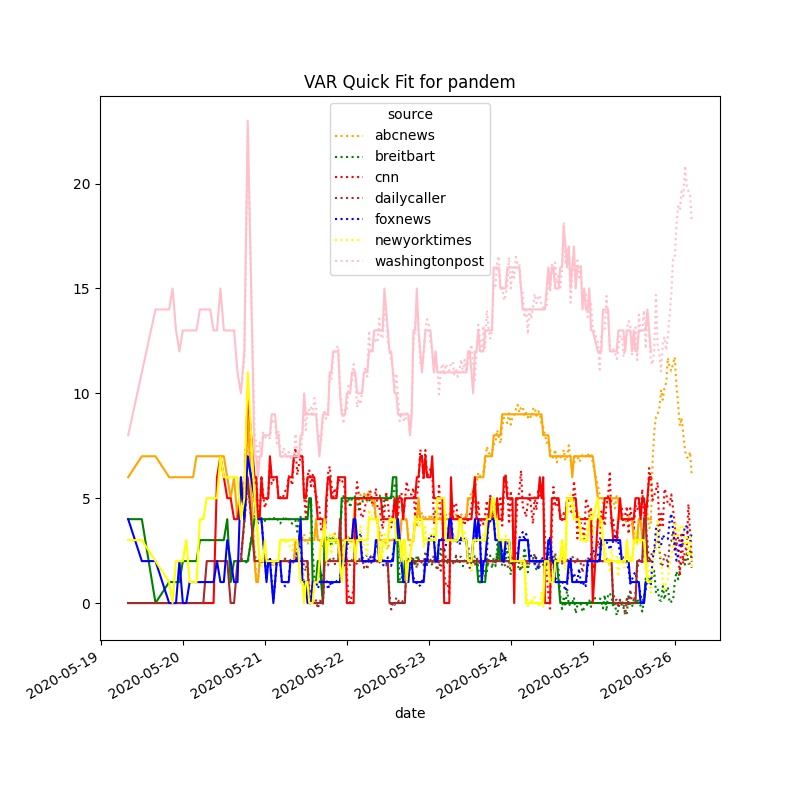 VAR Quick Fit for pandem
source
abcnews
breitbart
cnn
dailycaller
foxnews
newyorktimes
washingtonpost
20
15
10
5
0
2020-05-19
2020-05-20
2020-05-21
2020-05-22
2020-05-23
2020-05-24
2020-05-25
2020-05-26
date